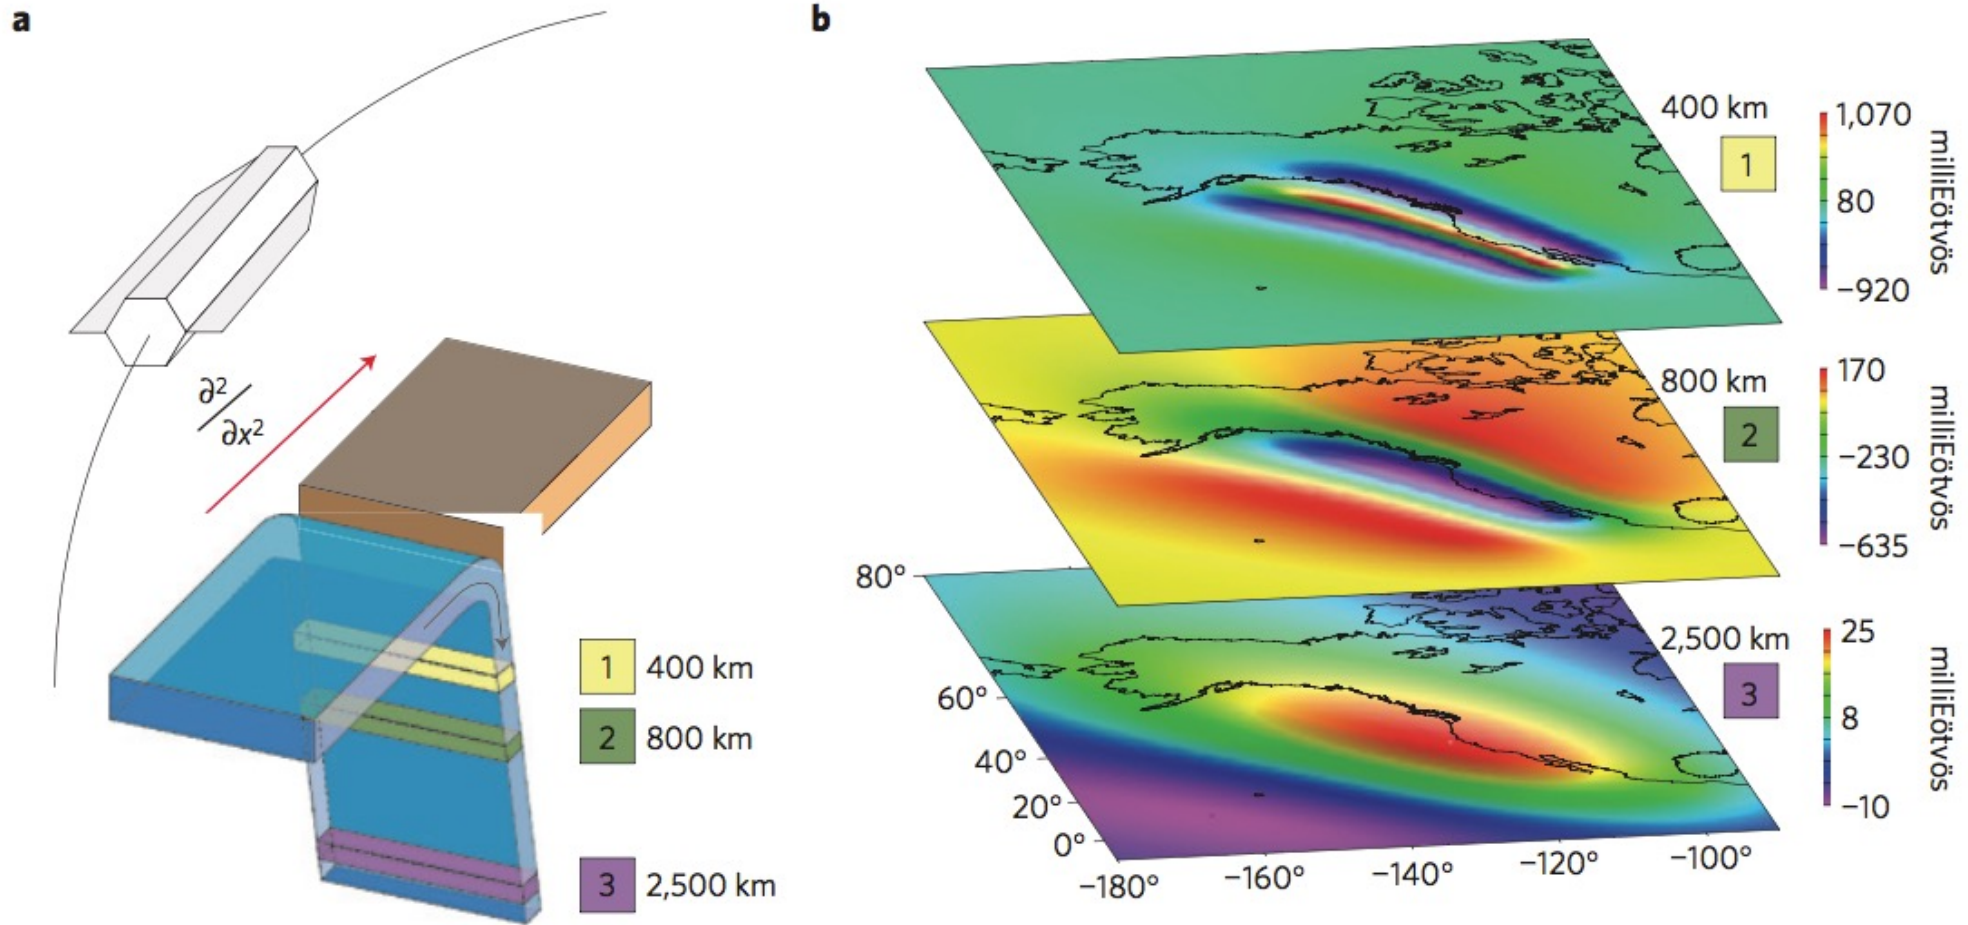 a
∂²
∂x²
1 400 km
2 800 km
3 2,500 km
b
400 km
1
1,070
80
−920
milliEötvös
800 km
2
170
−230
−635
milliEötvös
2,500 km
3
25
8
−10
milliEötvös
80°
60°
40°
20°
0°
−180°
−160°
−140°
−120°
−100°